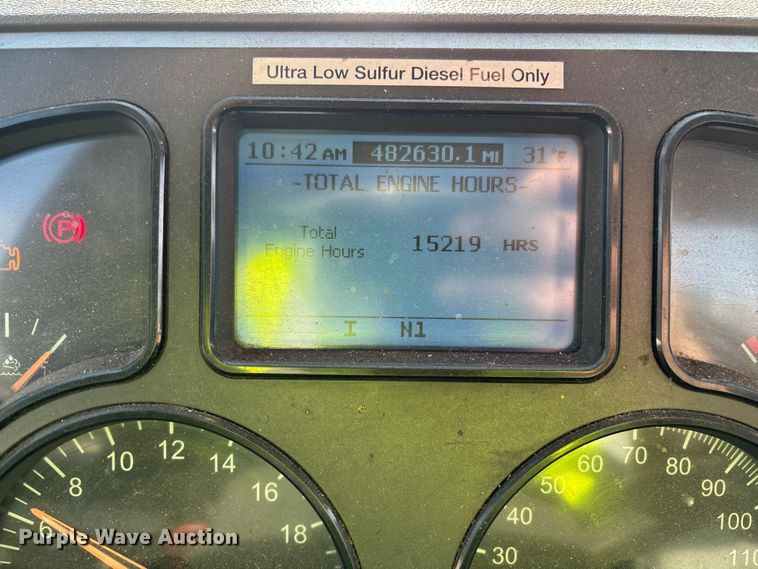 Ultra Low Sulfur Diesel Fuel Only
10:42 AM 482630.1 MI 31°F
-TOTAL ENGINE HOURS-
Total
Engine Hours 15219 HRS
I N1
6 8 10 12 14 16 18
30 40 50 60 70 80 90 100 110
Purple Wave Auction